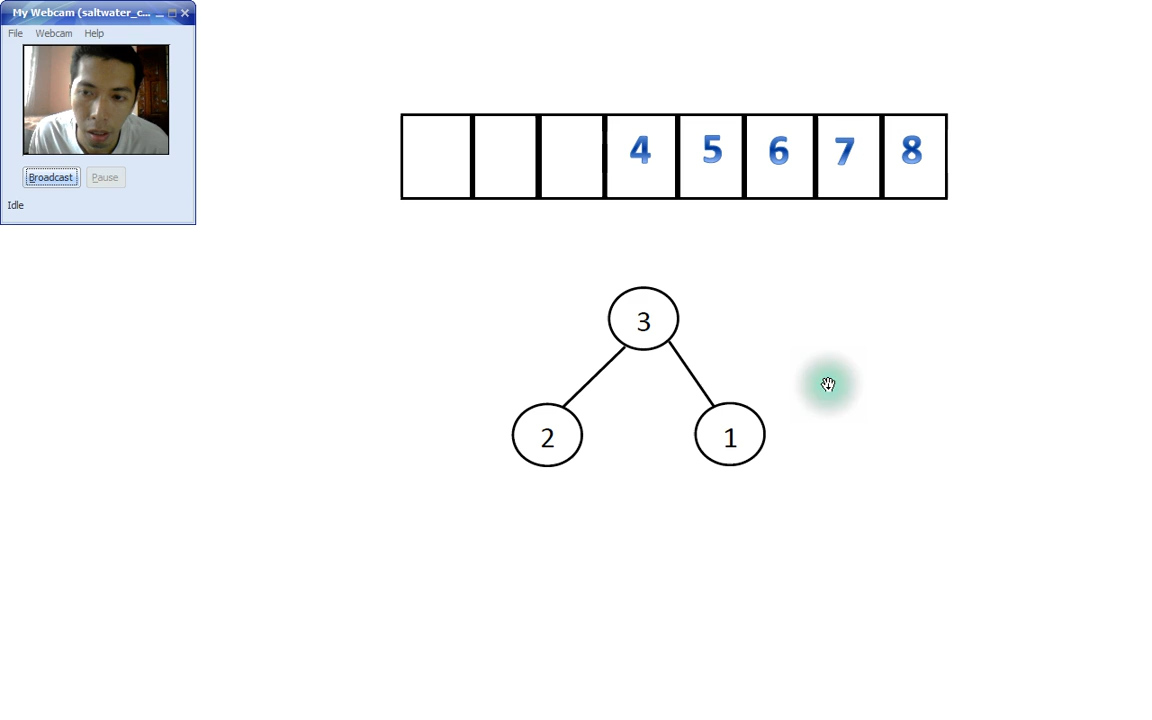 My Webcam (saltwater_c...
File Webcam Help
Broadcast Pause
Idle
4 5 6 7 8
3
2 1